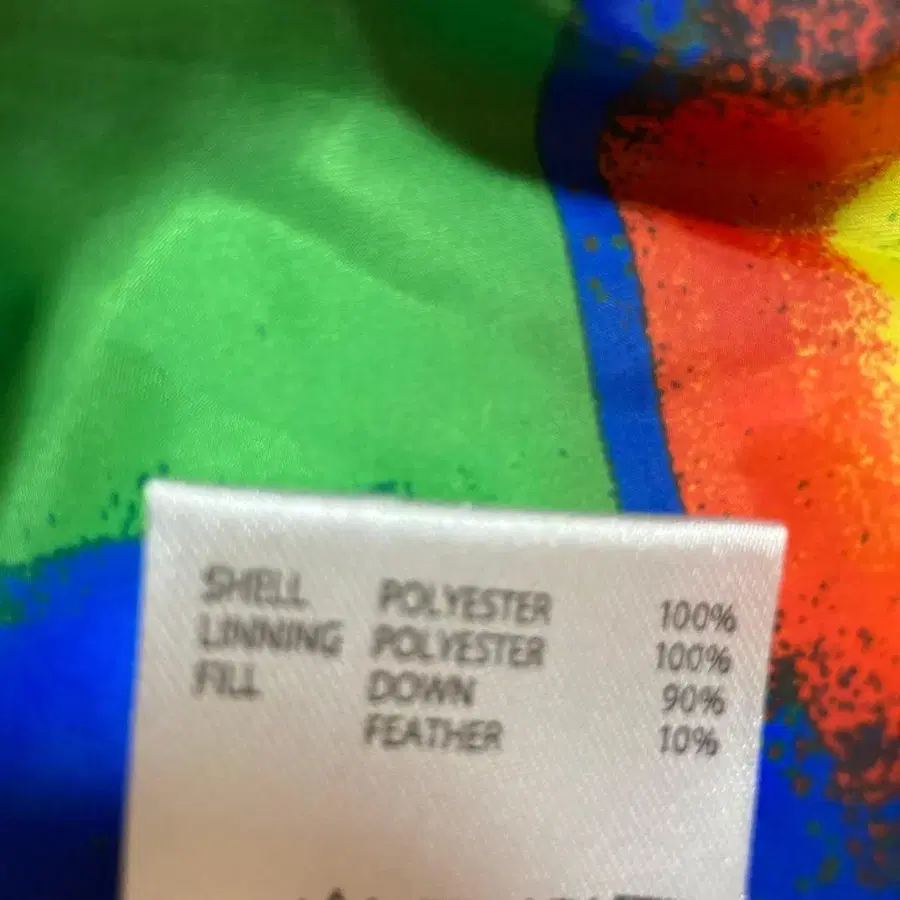 SHELL POLYESTER 100%
LINNING POLYESTER 100%
FILL DOWN 90%
FEATHER 10%